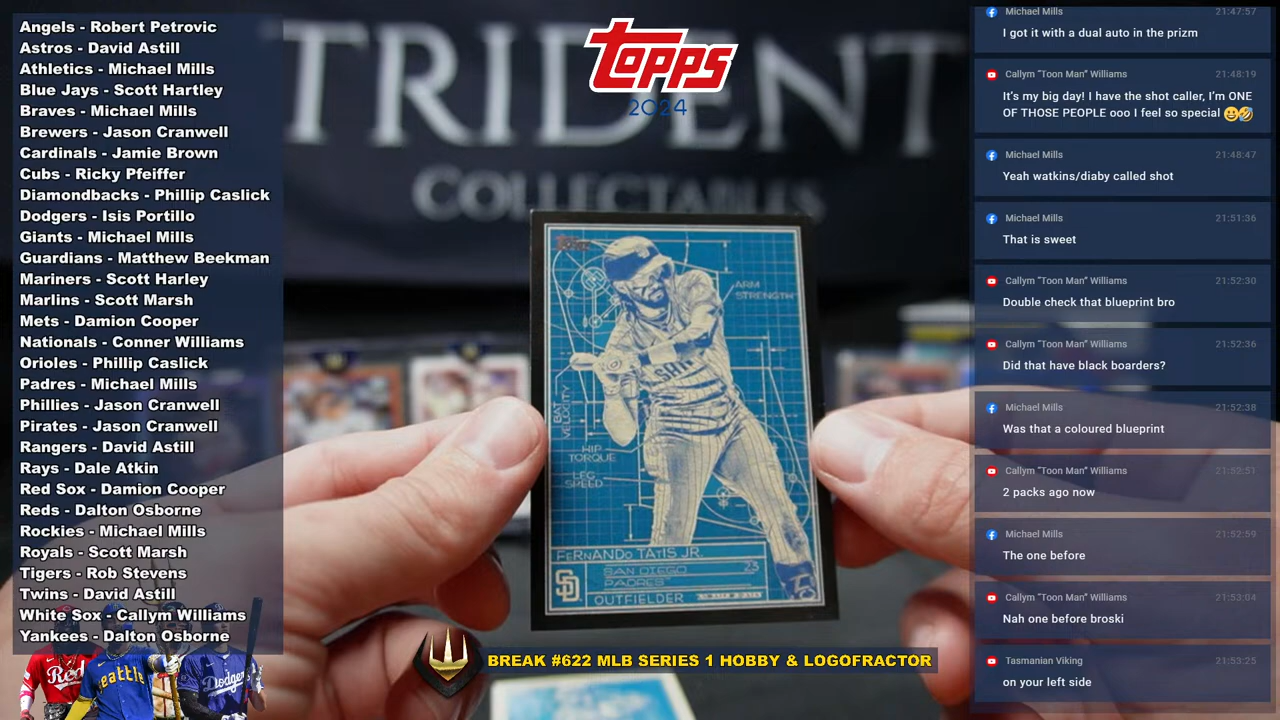 Angels - Robert Petrovic
Astros - David Astill
Athletics - Michael Mills
Blue Jays - Scott Hartley
Braves - Michael Mills
Brewers - Jason Cranwell
Cardinals - Jamie Brown
Cubs - Ricky Pfeiffer
Diamondbacks - Phillip Caslick
Dodgers - Isis Portillo
Giants - Michael Mills
Guardians - Matthew Beekman
Mariners - Scott Harley
Marlins - Scott Marsh
Mets - Damion Cooper
Nationals - Conner Williams
Orioles - Phillip Caslick
Padres - Michael Mills
Phillies - Jason Cranwell
Pirates - Jason Cranwell
Rangers - David Astill
Rays - Dale Atkin
Red Sox - Damian Cooper
Reds - Dalton Osborne
Rockies - Michael Mills
Royals - Scott Marsh
Tigers - Rob Stevens
Twins - David Astill
White Sox - Callym Williams
Yankees - Dalton Osborne
Reds
Seattle
Dodgers
TRIDENT
COLLECTABLES
Topps
2024
Topps
ARM
STRENGTH
BAT
VELOCITY
HIP
TORQUE
LEG
SPEED
FERNANDO TATIS JR.
SD
SAN DIEGO
PADRES
23
OUTFIELDER
BREAK #622 MLB SERIES 1 HOBBY & LOGOFRACTOR
Michael Mills 21:47:57
I got it with a dual auto in the prizm
Callym "Toon Man" Williams 21:48:19
It's my big day! I have the shot caller, I'm ONE
OF THOSE PEOPLE ooo I feel so special 😀🤣
Michael Mills 21:48:47
Yeah watkins/diaby called shot
Michael Mills 21:51:36
That is sweet
Callym "Toon Man" Williams 21:52:30
Double check that blueprint bro
Callym "Toon Man" Williams 21:52:36
Did that have black boarders?
Michael Mills 21:52:38
Was that a coloured blueprint
Callym "Toon Man" Williams 21:52:51
2 packs ago now
Michael Mills 21:52:59
The one before
Callym "Toon Man" Williams 21:53:04
Nah one before broski
Tasmanian Viking 21:53:25
on your left side